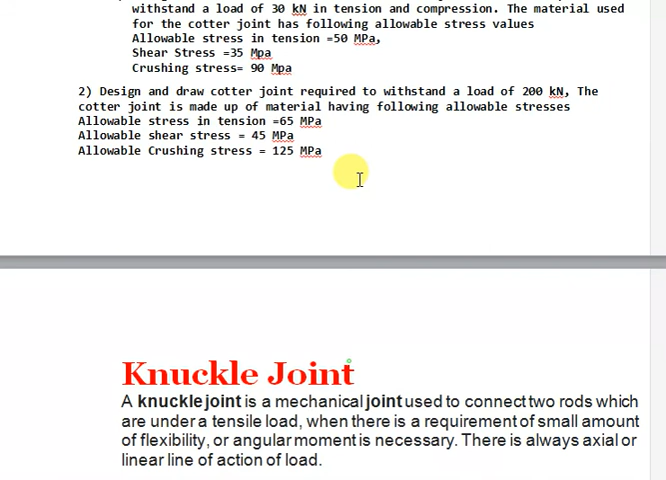 withstand a load of 30 kN in tension and compression. The material used
for the cotter joint has following allowable stress values
Allowable stress in tension =50 MPa,
Shear Stress =35 Mpa
Crushing stress= 90 Mpa
2) Design and draw cotter joint required to withstand a load of 200 kN, The
cotter joint is made up of material having following allowable stresses
Allowable stress in tension =65 MPa
Allowable shear stress = 45 MPa
Allowable Crushing stress = 125 MPa
Knuckle Joint
A knuckle joint is a mechanical joint used to connect two rods which
are under a tensile load, when there is a requirement of small amount
of flexibility, or angular moment is necessary. There is always axial or
linear line of action of load.